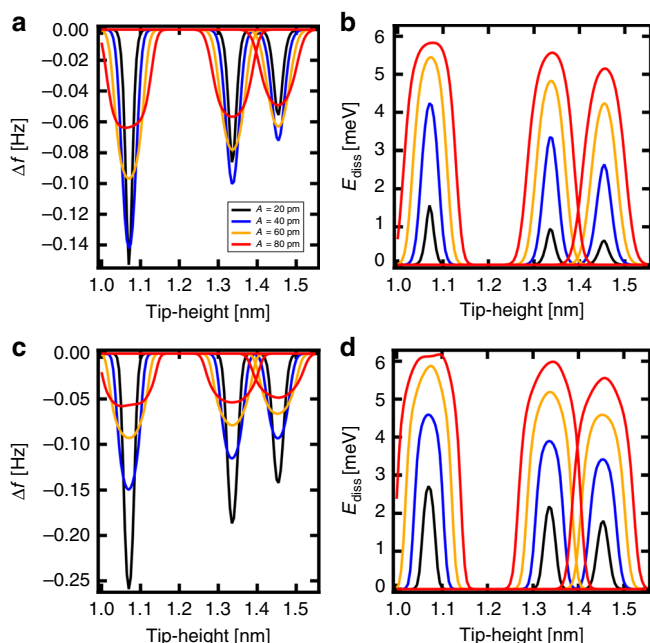 a
0.00
−0.02
−0.04
−0.06
−0.08
−0.10
−0.12
−0.14
Δf [Hz]
A = 20 pm
A = 40 pm
A = 60 pm
A = 80 pm
1.0 1.1 1.2 1.3 1.4 1.5
Tip-height [nm]
b
6
5
4
3
2
1
0
Ediss [meV]
1.0 1.1 1.2 1.3 1.4 1.5
Tip-height [nm]
c
0.00
−0.05
−0.10
−0.15
−0.20
−0.25
Δf [Hz]
1.0 1.1 1.2 1.3 1.4 1.5
Tip-height [nm]
d
6
5
4
3
2
1
0
Ediss [meV]
1.0 1.1 1.2 1.3 1.4 1.5
Tip-height [nm]